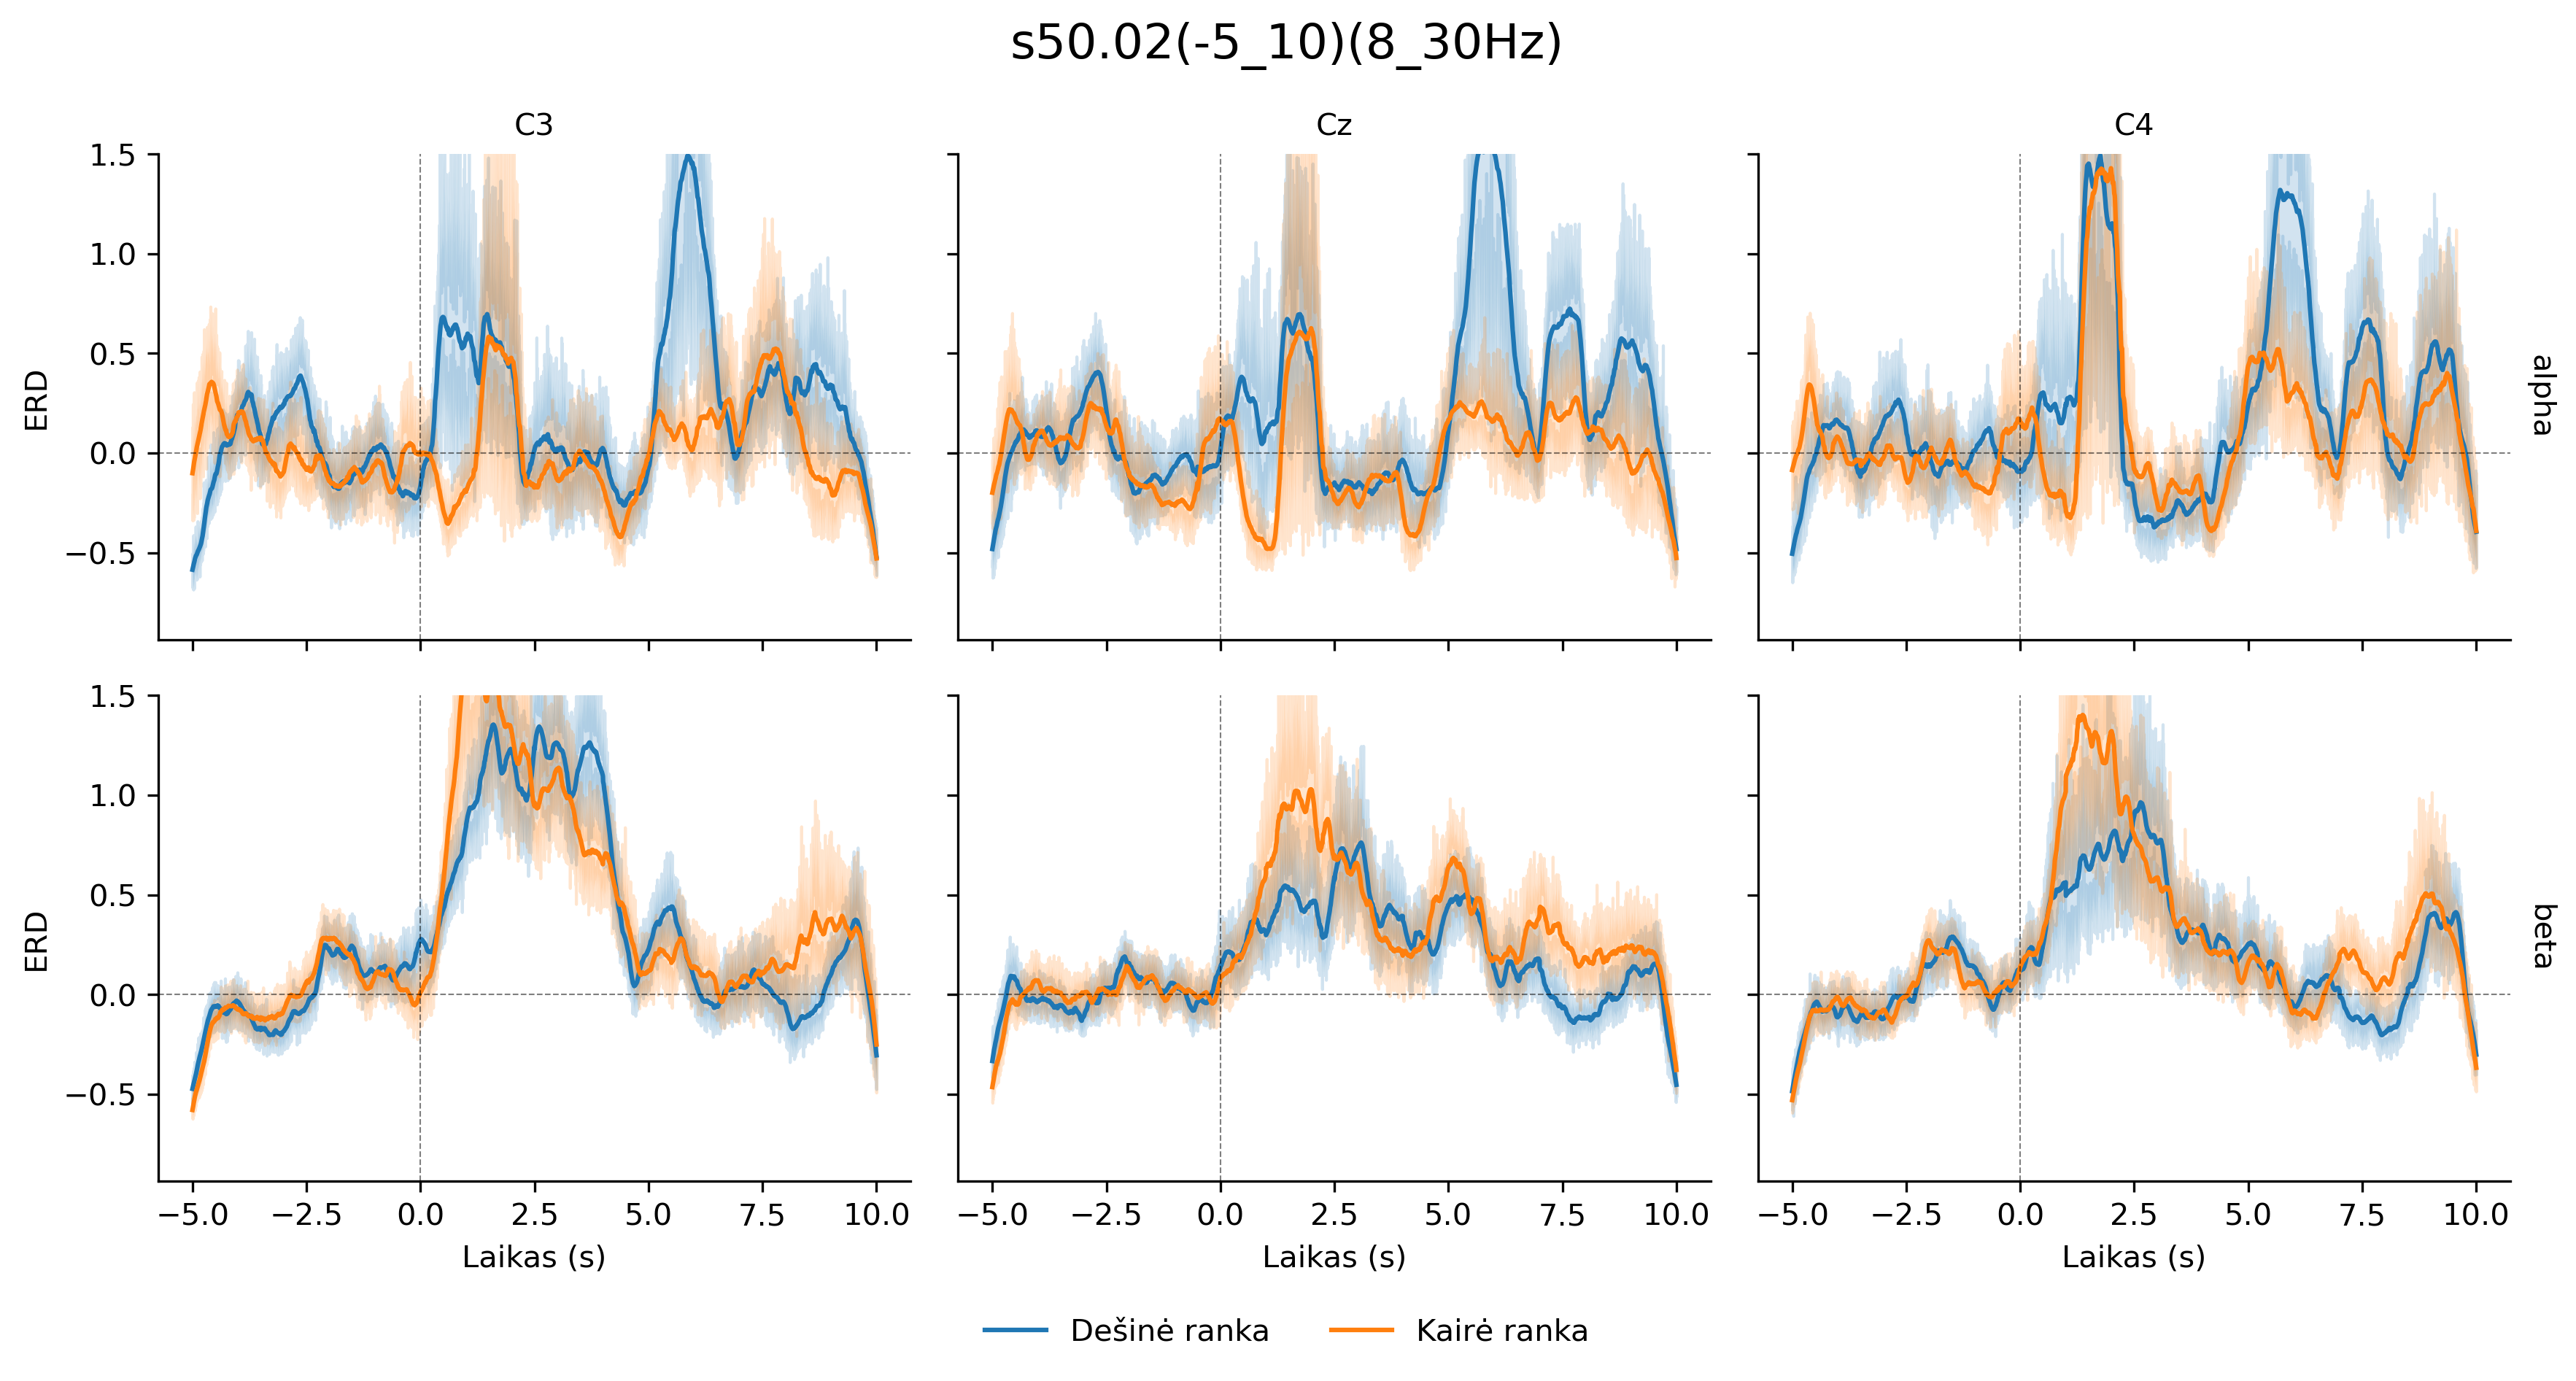 s50.02(-5_10)(8_30Hz)
C3 Cz C4
1.5
1.0
0.5
0.0
−0.5
ERD
alpha
1.5
1.0
0.5
0.0
−0.5
ERD
beta
−5.0 −2.5 0.0 2.5 5.0 7.5 10.0 −5.0 −2.5 0.0 2.5 5.0 7.5 10.0 −5.0 −2.5 0.0 2.5 5.0 7.5 10.0
Laikas (s) Laikas (s) Laikas (s)
Dešinė ranka Kairė ranka